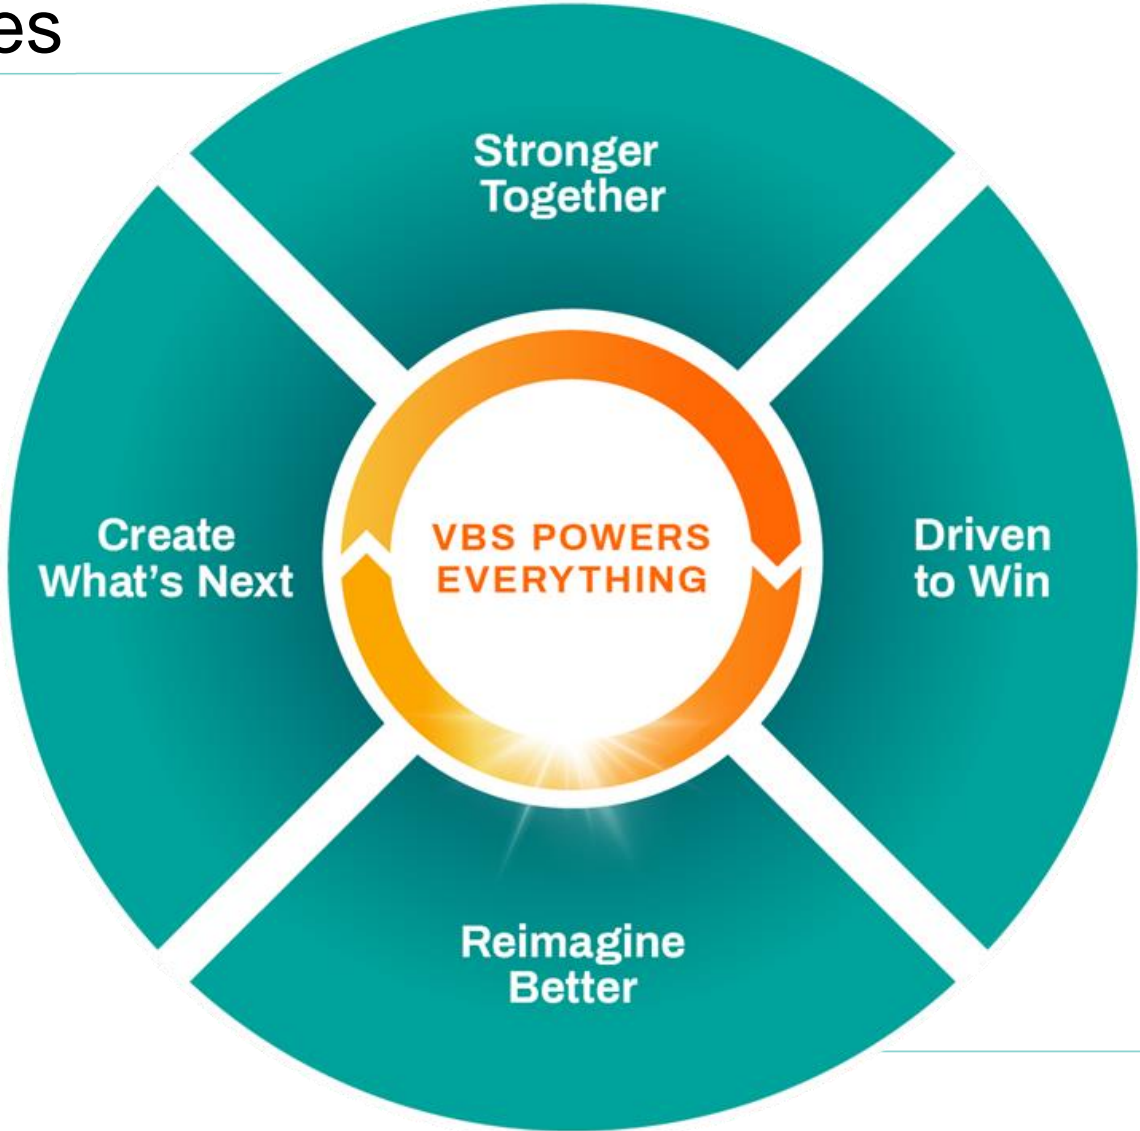 es
Stronger
Together
Create
What's Next
VBS POWERS
EVERYTHING
Driven
to Win
Reimagine
Better